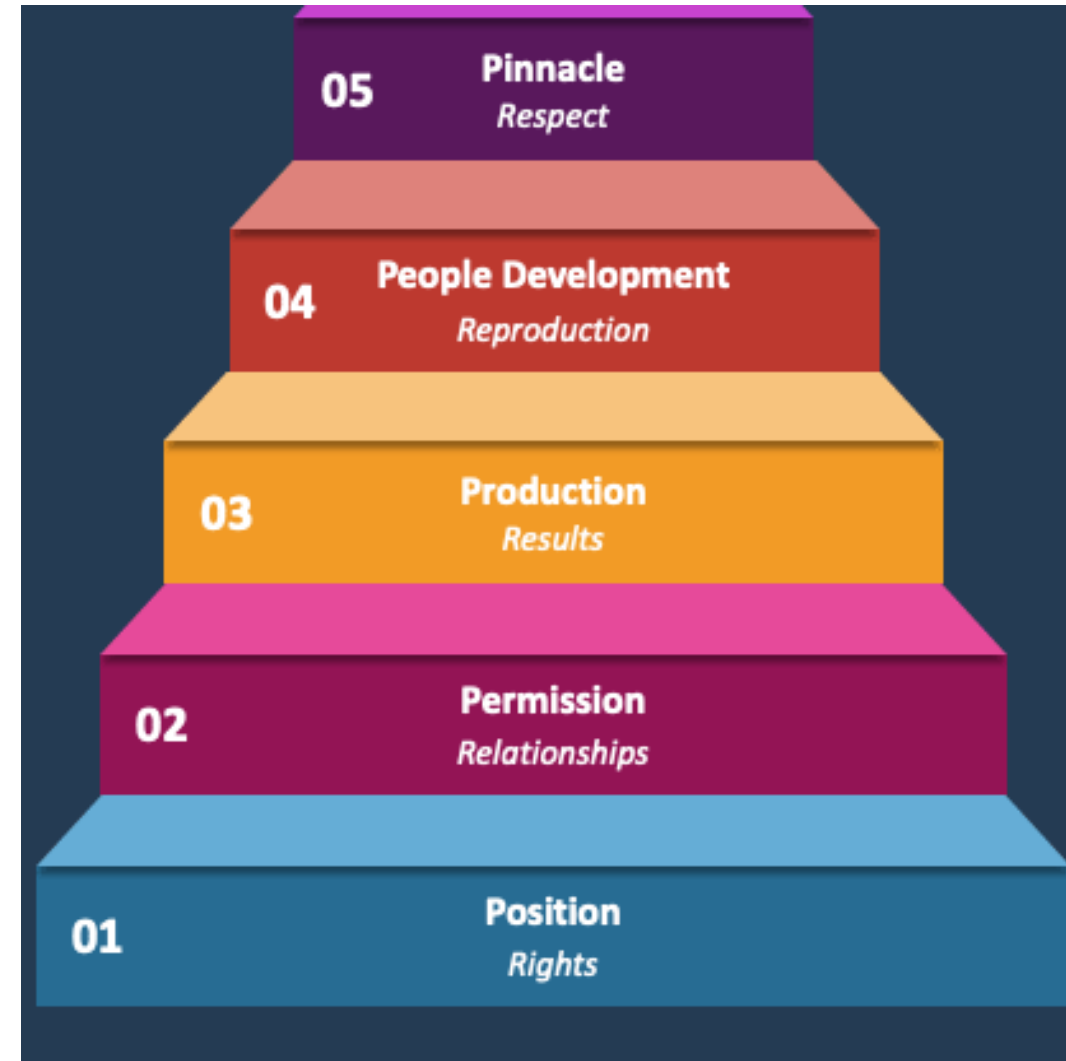 05
Pinnacle
Respect
04
People Development
Reproduction
03
Production
Results
02
Permission
Relationships
01
Position
Rights